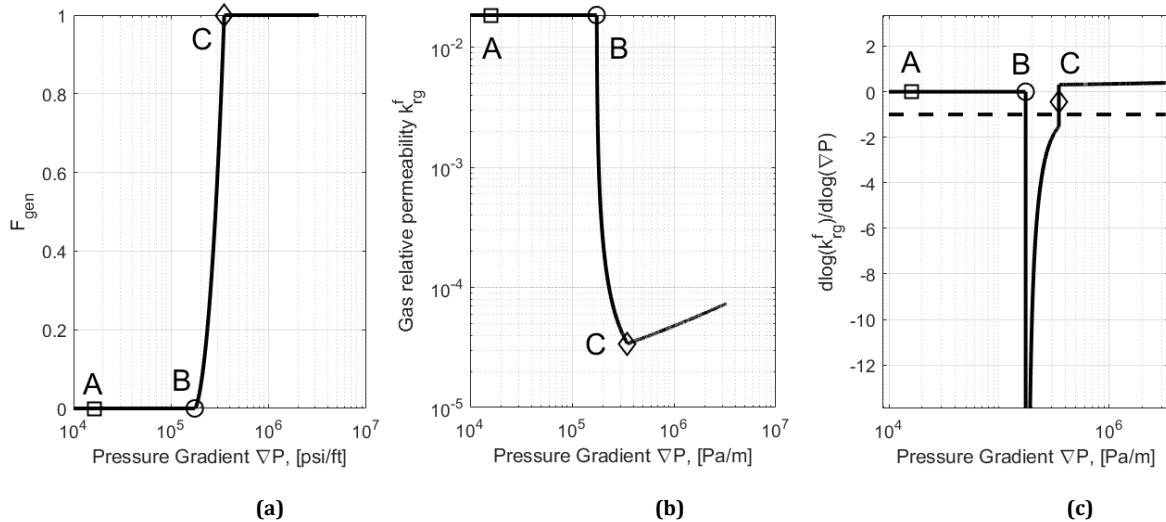 1
0.8
0.6
0.4
0.2
0
F_gen
A
B
C
10^4
10^5
10^6
10^7
Pressure Gradient ∇P, [psi/ft]
(a)
10^-2
10^-3
10^-4
10^-5
Gas relative permeability k_rg^f
A
B
C
10^4
10^5
10^6
10^7
Pressure Gradient ∇P, [Pa/m]
(b)
2
0
-2
-4
-6
-8
-10
-12
dlog(k_rg^f)/dlog(∇P)
A
B
C
10^4
10^6
Pressure Gradient ∇P, [Pa/m]
(c)